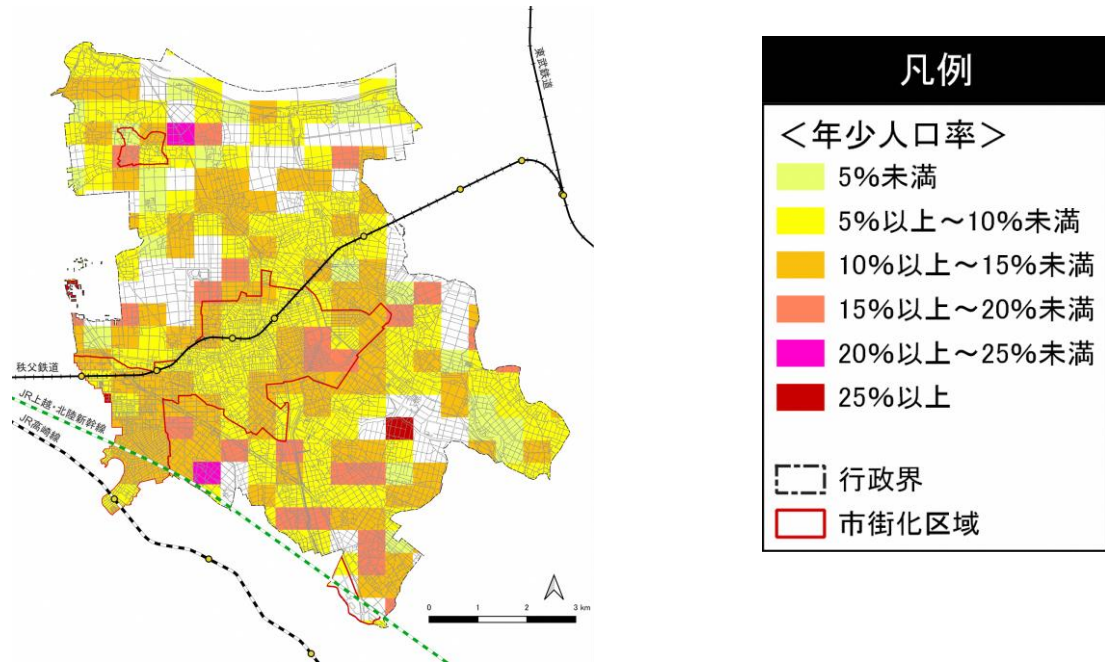 東武鉄道
秩父鉄道
JR上越・北陸新幹線
JR高崎線
0 1 2 3 km
凡例
＜年少人口率＞
5%未満
5%以上～10%未満
10%以上～15%未満
15%以上～20%未満
20%以上～25%未満
25%以上
行政界
市街化区域